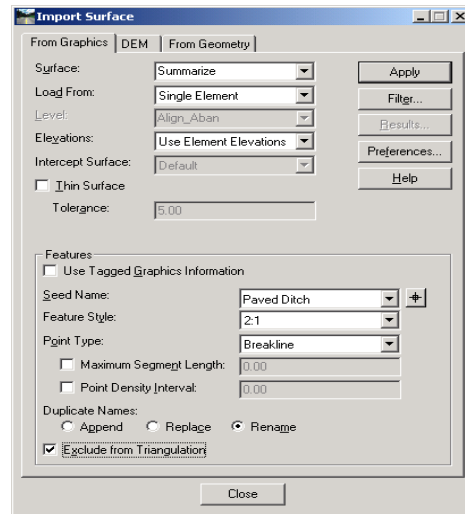 Import Surface
From Graphics DEM From Geometry
Surface: Summarize Apply
Load From: Single Element Filter...
Level: Align_Aban Results...
Elevations: Use Element Elevations Preferences...
Intercept Surface: Default Help
Thin Surface
Tolerance: 5.00
Features
Use Tagged Graphics Information
Seed Name: Paved Ditch
Feature Style: 2:1
Point Type: Breakline
Maximum Segment Length: 0.00
Point Density Interval: 0.00
Duplicate Names:
Append Replace Rename
Exclude from Triangulation
Close